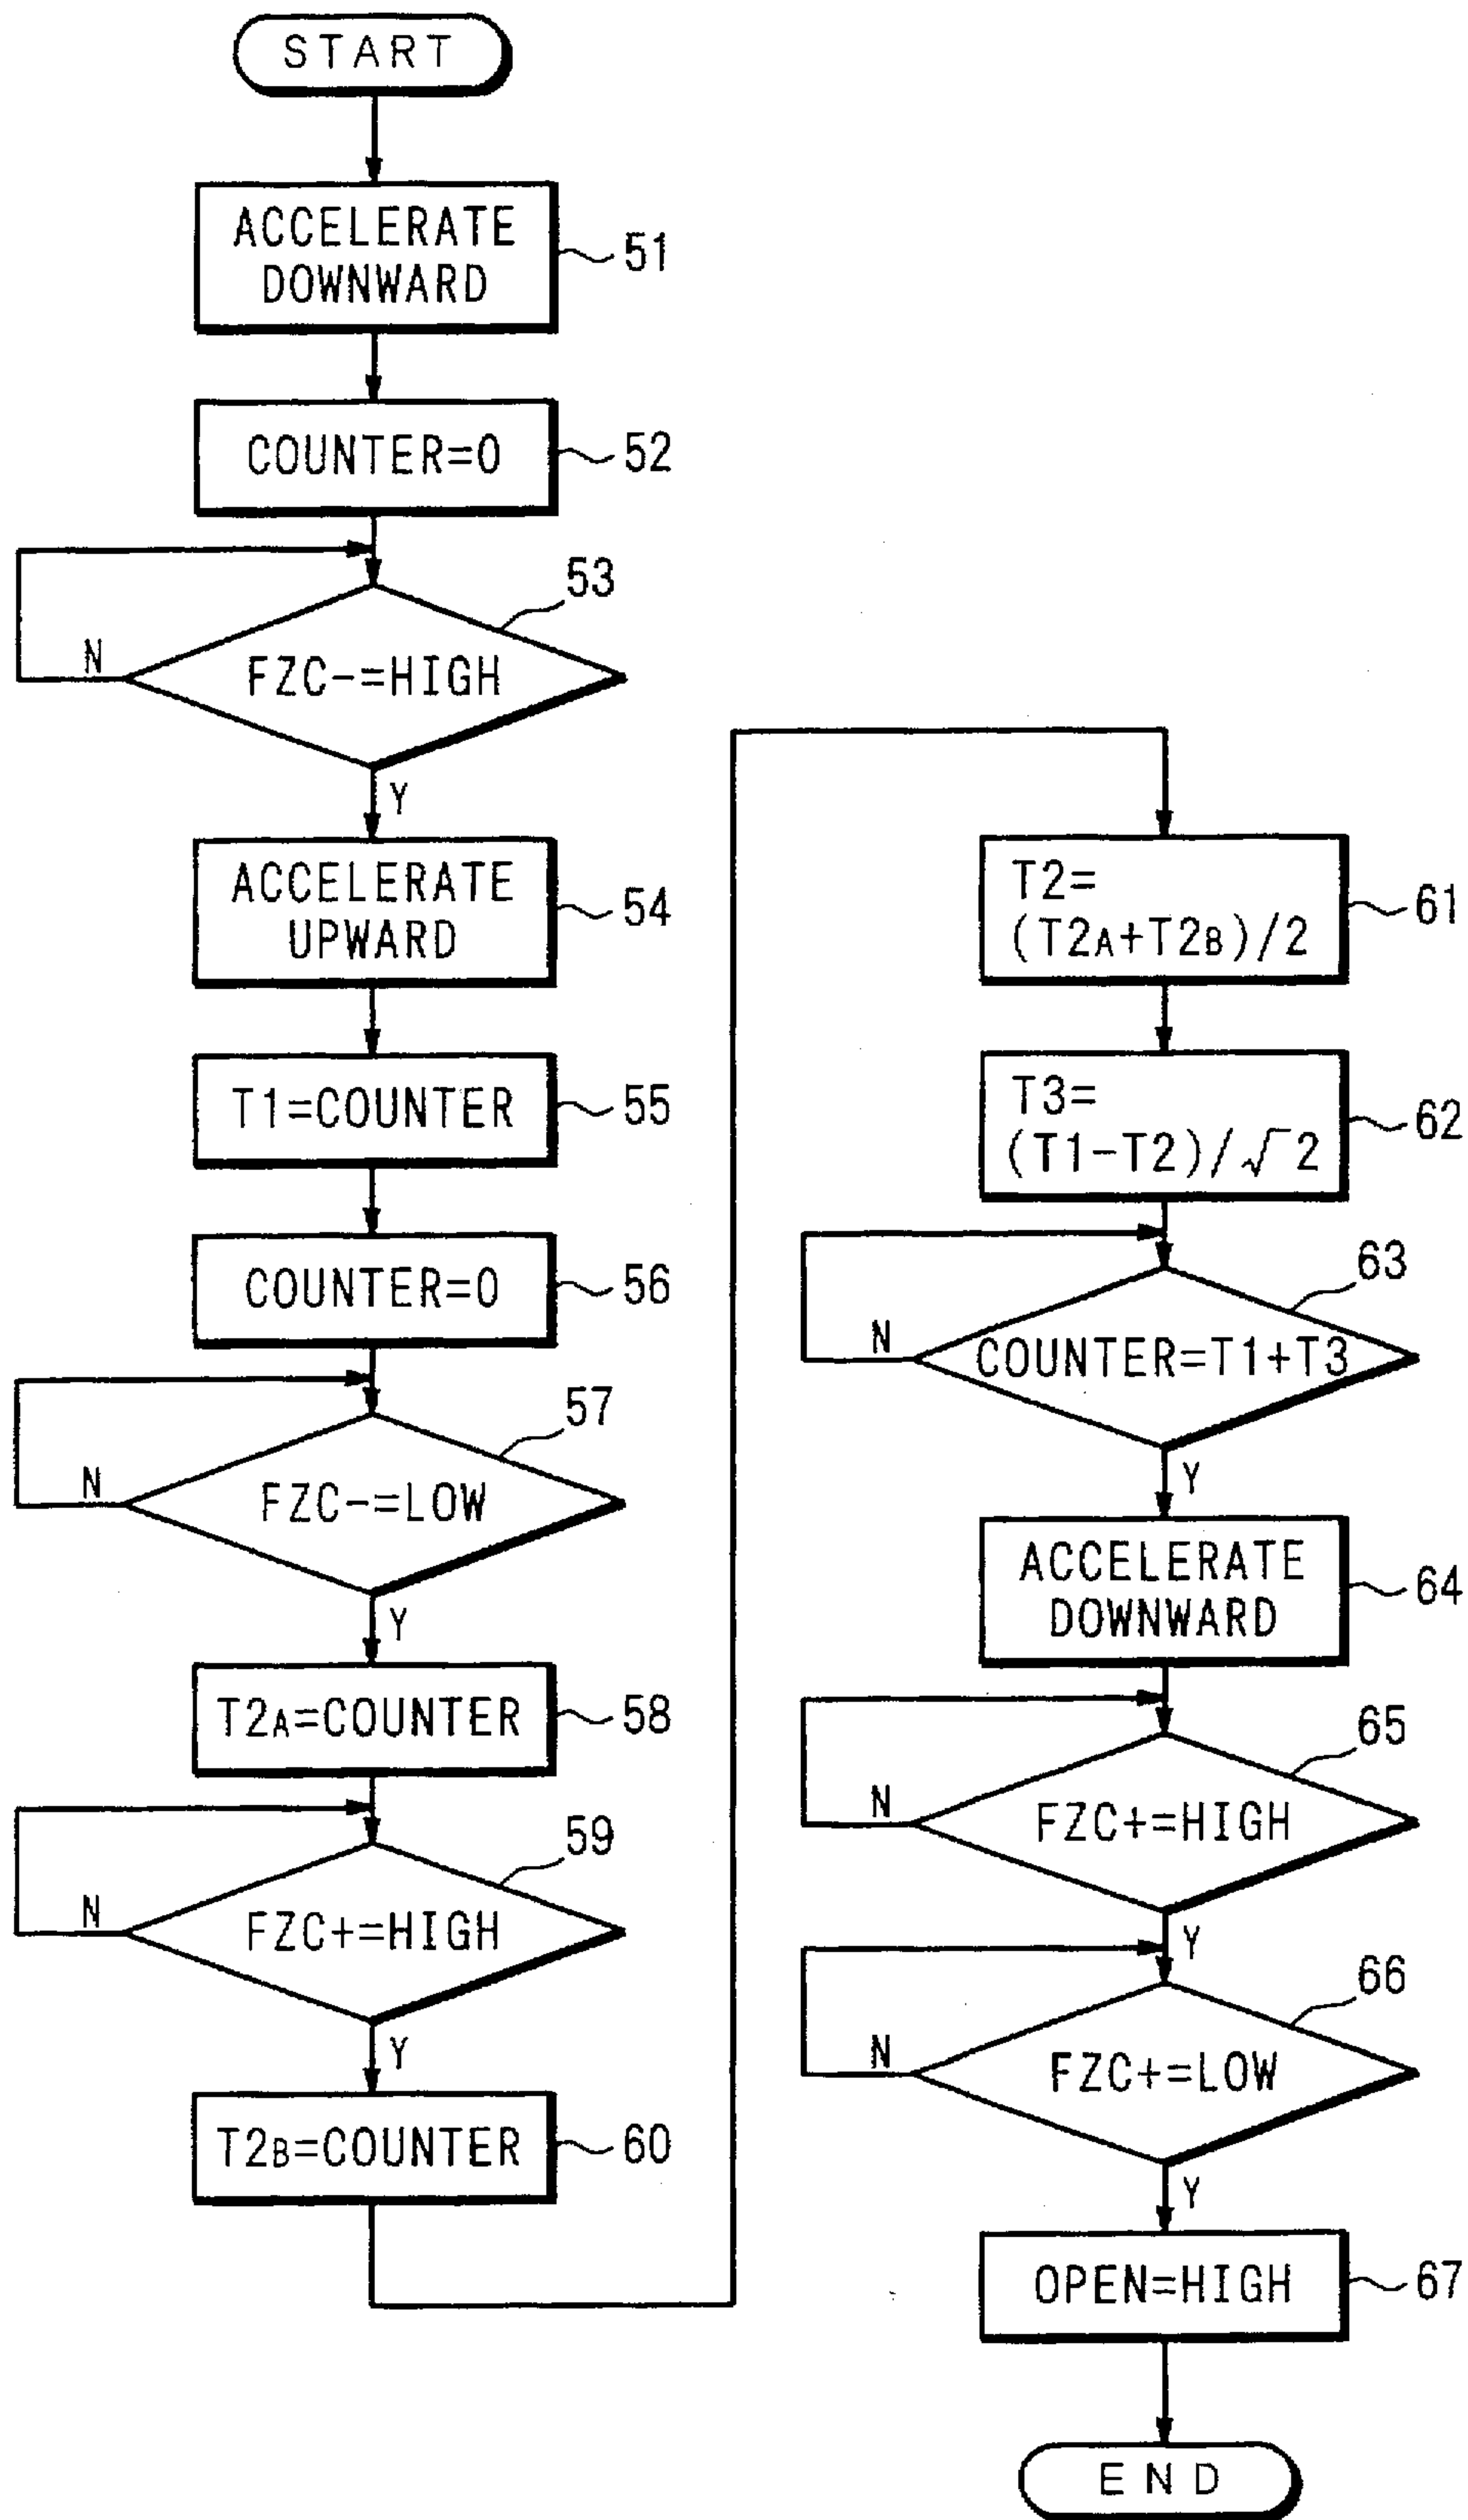 START
ACCELERATE
DOWNWARD
51
COUNTER=0
52
53
FZC-=HIGH
N
Y
ACCELERATE
UPWARD
54
T1=COUNTER
55
COUNTER=0
56
57
FZC-=LOW
N
Y
T2A=COUNTER
58
59
FZC+=HIGH
N
Y
T2B=COUNTER
60
T2=
(T2A+T2B)/2
61
T3=
(T1-T2)/√2
62
63
COUNTER=T1+T3
N
Y
ACCELERATE
DOWNWARD
64
65
FZC+=HIGH
N
Y
66
FZC+=LOW
N
Y
OPEN=HIGH
67
END